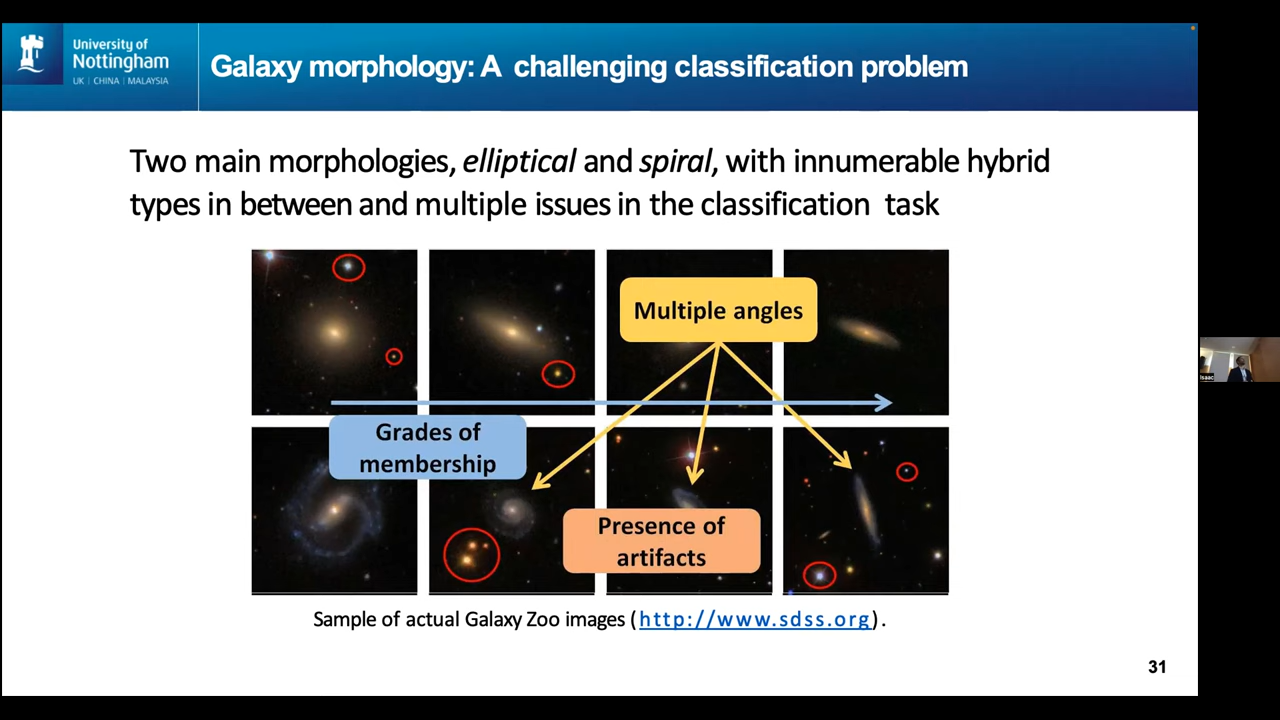 University of
Nottingham
UK | CHINA | MALAYSIA
Galaxy morphology: A challenging classification problem
Two main morphologies, elliptical and spiral, with innumerable hybrid
types in between and multiple issues in the classification task
Multiple angles
Grades of
membership
Presence of
artifacts
Sample of actual Galaxy Zoo images (http://www.sdss.org).
31
Isaac